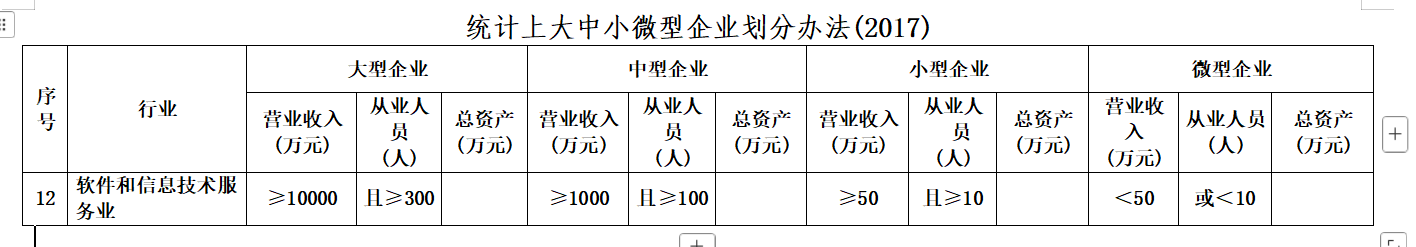 统计上大中小微型企业划分办法(2017)
序号
行业
大型企业
中型企业
小型企业
微型企业
营业收入
(万元)
从业人
员
(人)
总资产
(万元)
营业收入
(万元)
从业人
员
(人)
总资产
(万元)
营业收入
(万元)
从业人
员
(人)
总资产
(万元)
营业收
入
(万元)
从业人员
(人)
总资产
(万元)
12
软件和信息技术服
务业
≥10000
且≥300
≥1000
且≥100
≥50
且≥10
<50
或<10